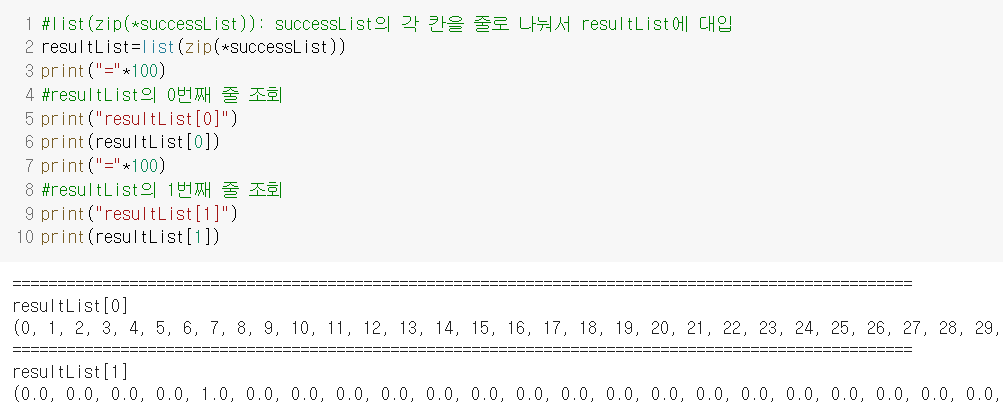 1 #list(zip(*successList)): successList의 각 칸을 줄로 나눠서 resultList에 대입
2 resultList=list(zip(*successList))
3 print("="*100)
4 #resultList의 0번째 줄 조회
5 print("resultList[0]")
6 print(resultList[0])
7 print("="*100)
8 #resultList의 1번째 줄 조회
9 print("resultList[1]")
10 print(resultList[1])
====================================================================================================
resultList[0]
(0, 1, 2, 3, 4, 5, 6, 7, 8, 9, 10, 11, 12, 13, 14, 15, 16, 17, 18, 19, 20, 21, 22, 23, 24, 25, 26, 27, 28, 29,
====================================================================================================
resultList[1]
(0.0, 0.0, 0.0, 0.0, 1.0, 0.0, 0.0, 0.0, 0.0, 0.0, 0.0, 0.0, 0.0, 0.0, 0.0, 0.0, 0.0, 0.0, 0.0, 0.0, 0.0, 0.0,